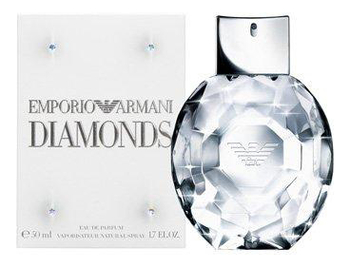 EMPORIO ARMANI
DIAMONDS
EAU DE PARFUM
e 50 ml VAPORISATEUR NATURAL SPRAY 1.7 FL.OZ.